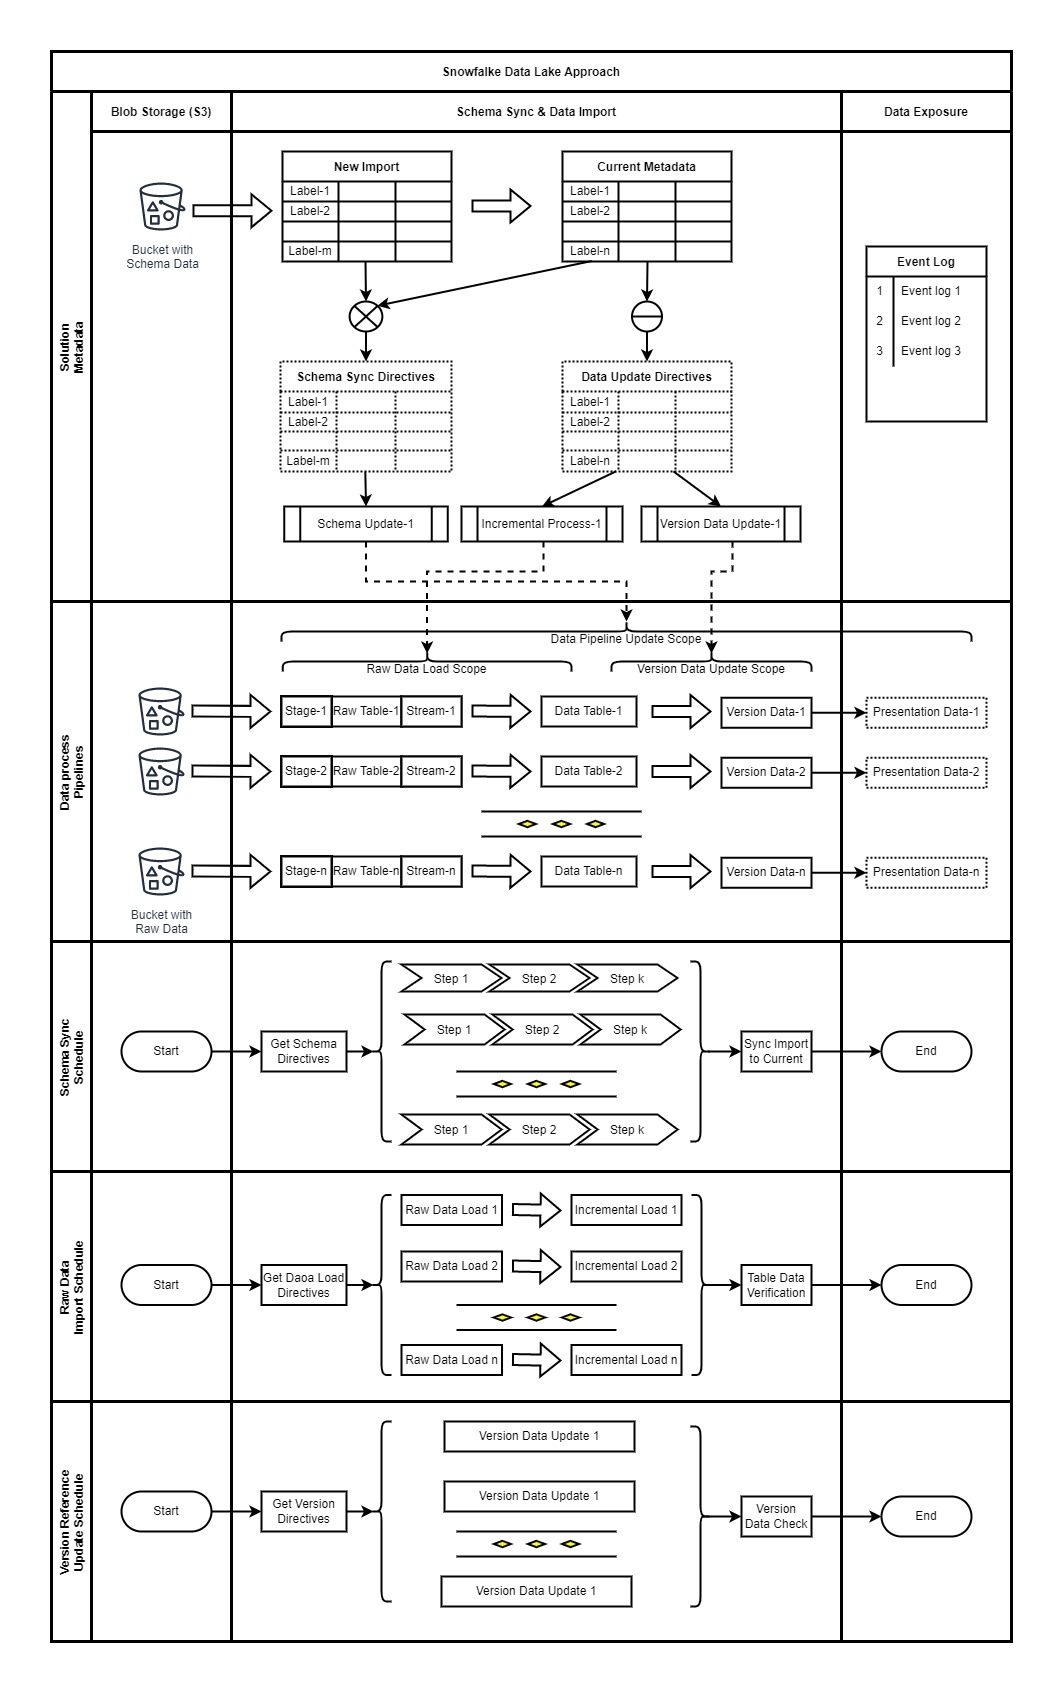 Snowfalke Data Lake Approach
Blob Storage (S3)
Schema Sync & Data Import
Data Exposure
Solution
Metadata
Bucket with
Schema Data
New Import
Label-1
Label-2
Label-m
Current Metadata
Label-1
Label-2
Label-n
Event Log
1 Event log 1
2 Event log 2
3 Event log 3
Schema Sync Directives
Label-1
Label-2
Label-m
Data Update Directives
Label-1
Label-2
Label-n
Schema Update-1
Incremental Process-1
Version Data Update-1
Data process
Pipelines
Data Pipeline Update Scope
Raw Data Load Scope
Version Data Update Scope
Stage-1 Raw Table-1 Stream-1
Data Table-1
Version Data-1
Presentation Data-1
Stage-2 Raw Table-2 Stream-2
Data Table-2
Version Data-2
Presentation Data-2
Stage-n Raw Table-n Stream-n
Data Table-n
Version Data-n
Presentation Data-n
Bucket with
Raw Data
Schema Sync
Schedule
Start
Get Schema
Directives
Step 1 Step 2 Step k
Step 1 Step 2 Step k
Step 1 Step 2 Step k
Sync Import
to Current
End
Raw Data
Import Schedule
Start
Get Daoa Load
Directives
Raw Data Load 1
Incremental Load 1
Raw Data Load 2
Incremental Load 2
Raw Data Load n
Incremental Load n
Table Data
Verification
End
Version Reference
Update Schedule
Start
Get Version
Directives
Version Data Update 1
Version Data Update 1
Version Data Update 1
Version
Data Check
End